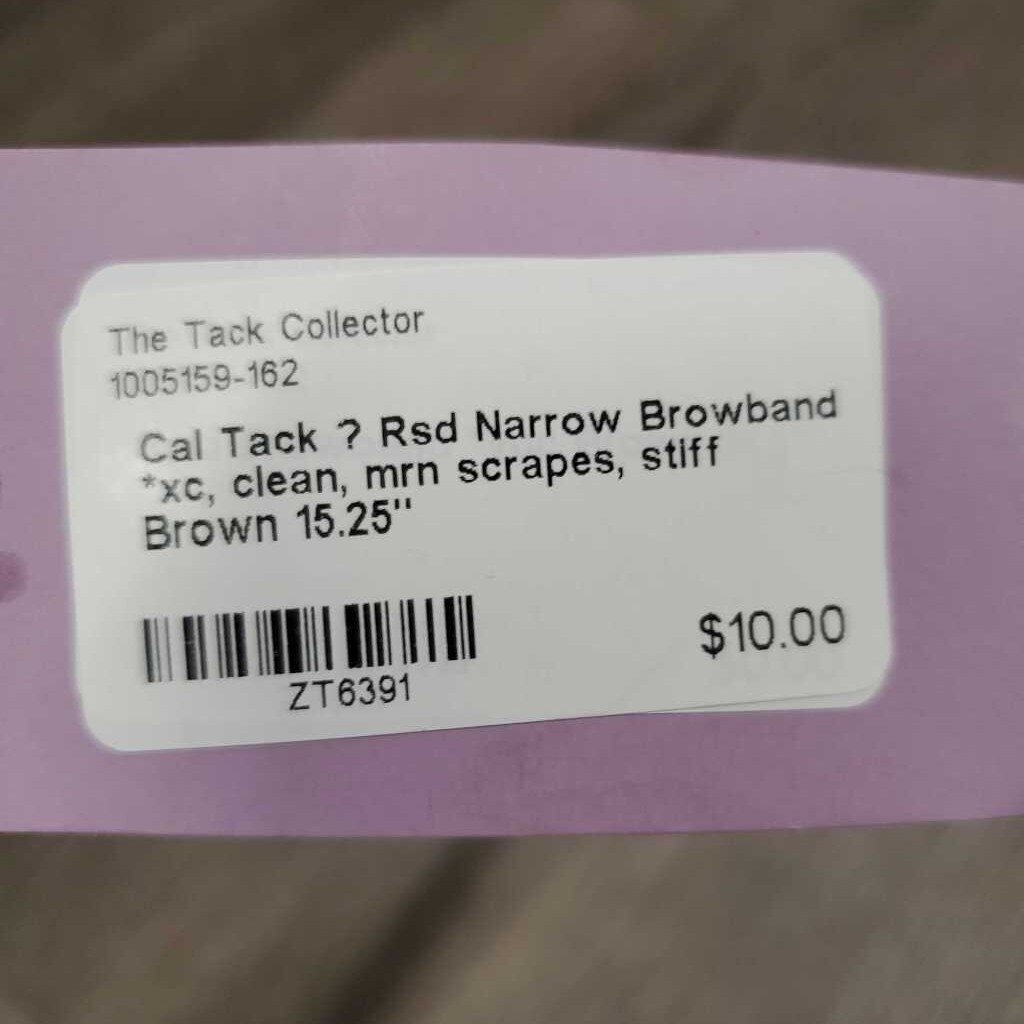 The Tack Collector
1005159-162
Cal Tack ? Rsd Narrow Browband
*xc, clean, mrn scrapes, stiff
Brown 15.25"
ZT6391
$10.00